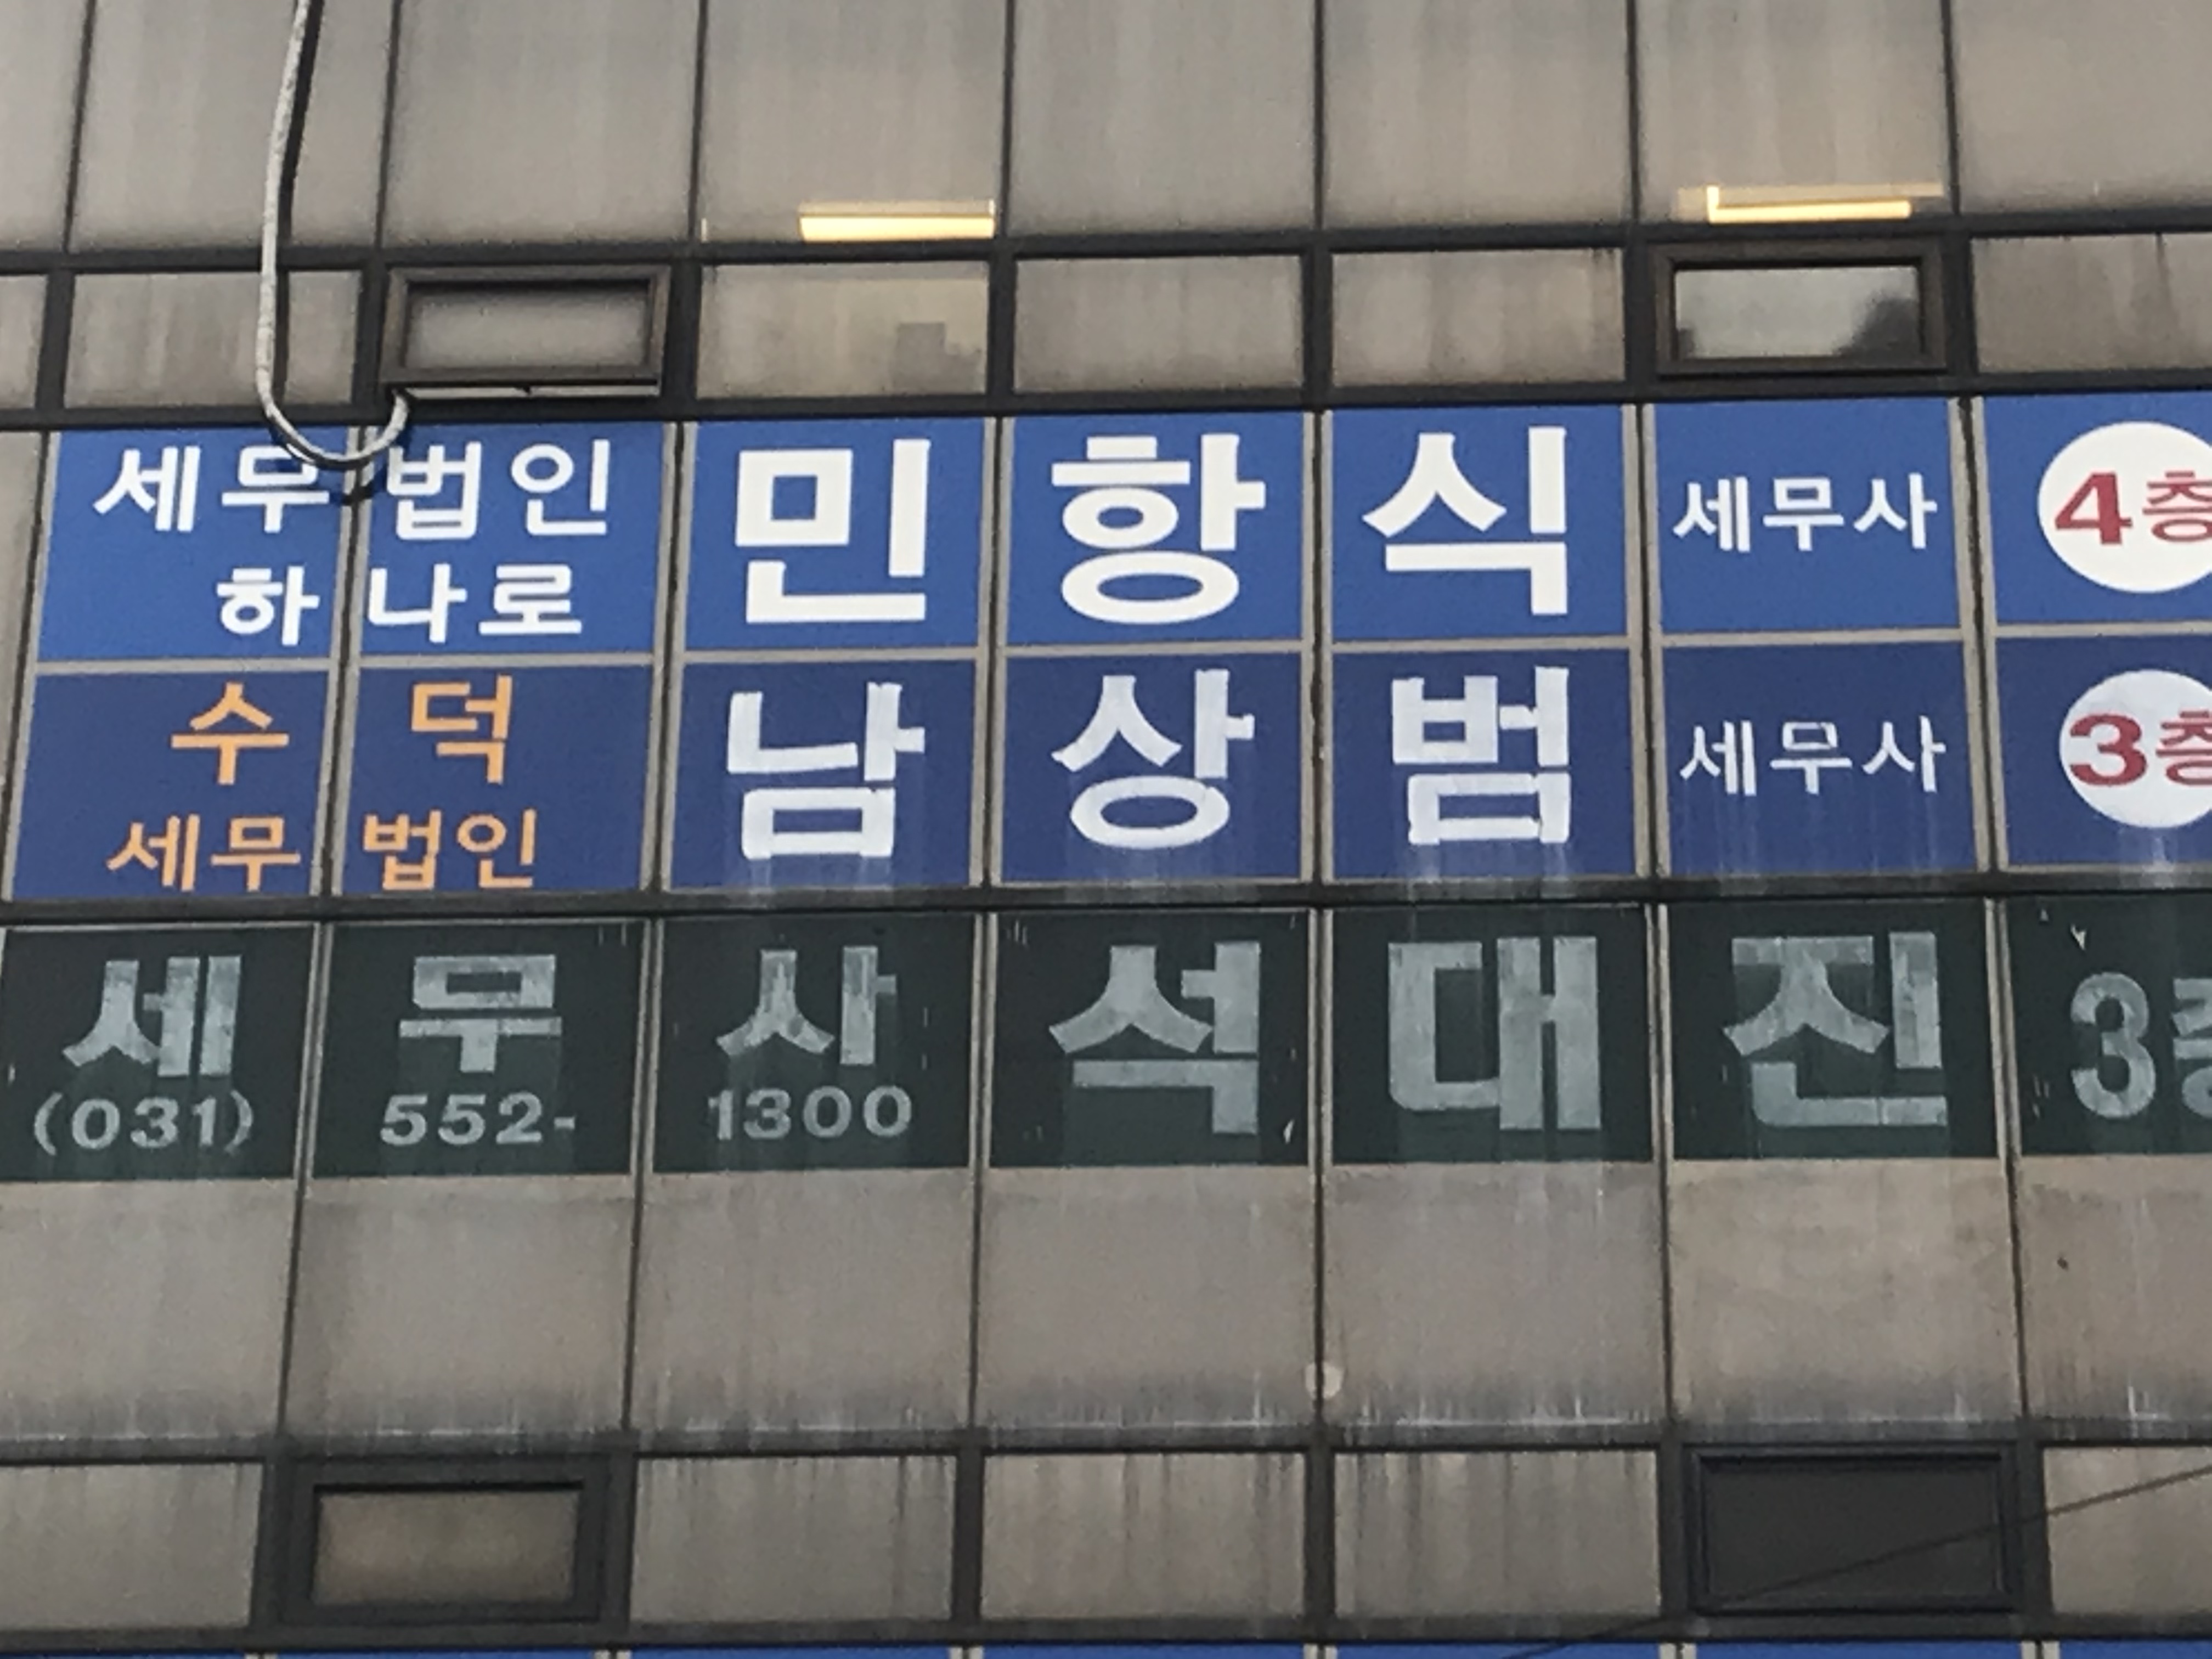 세무법인
하나로
민항식 세무사 4층
수덕
세무법인
남상범 세무사 3층
세무사 석대진 3층
(031) 552-1300